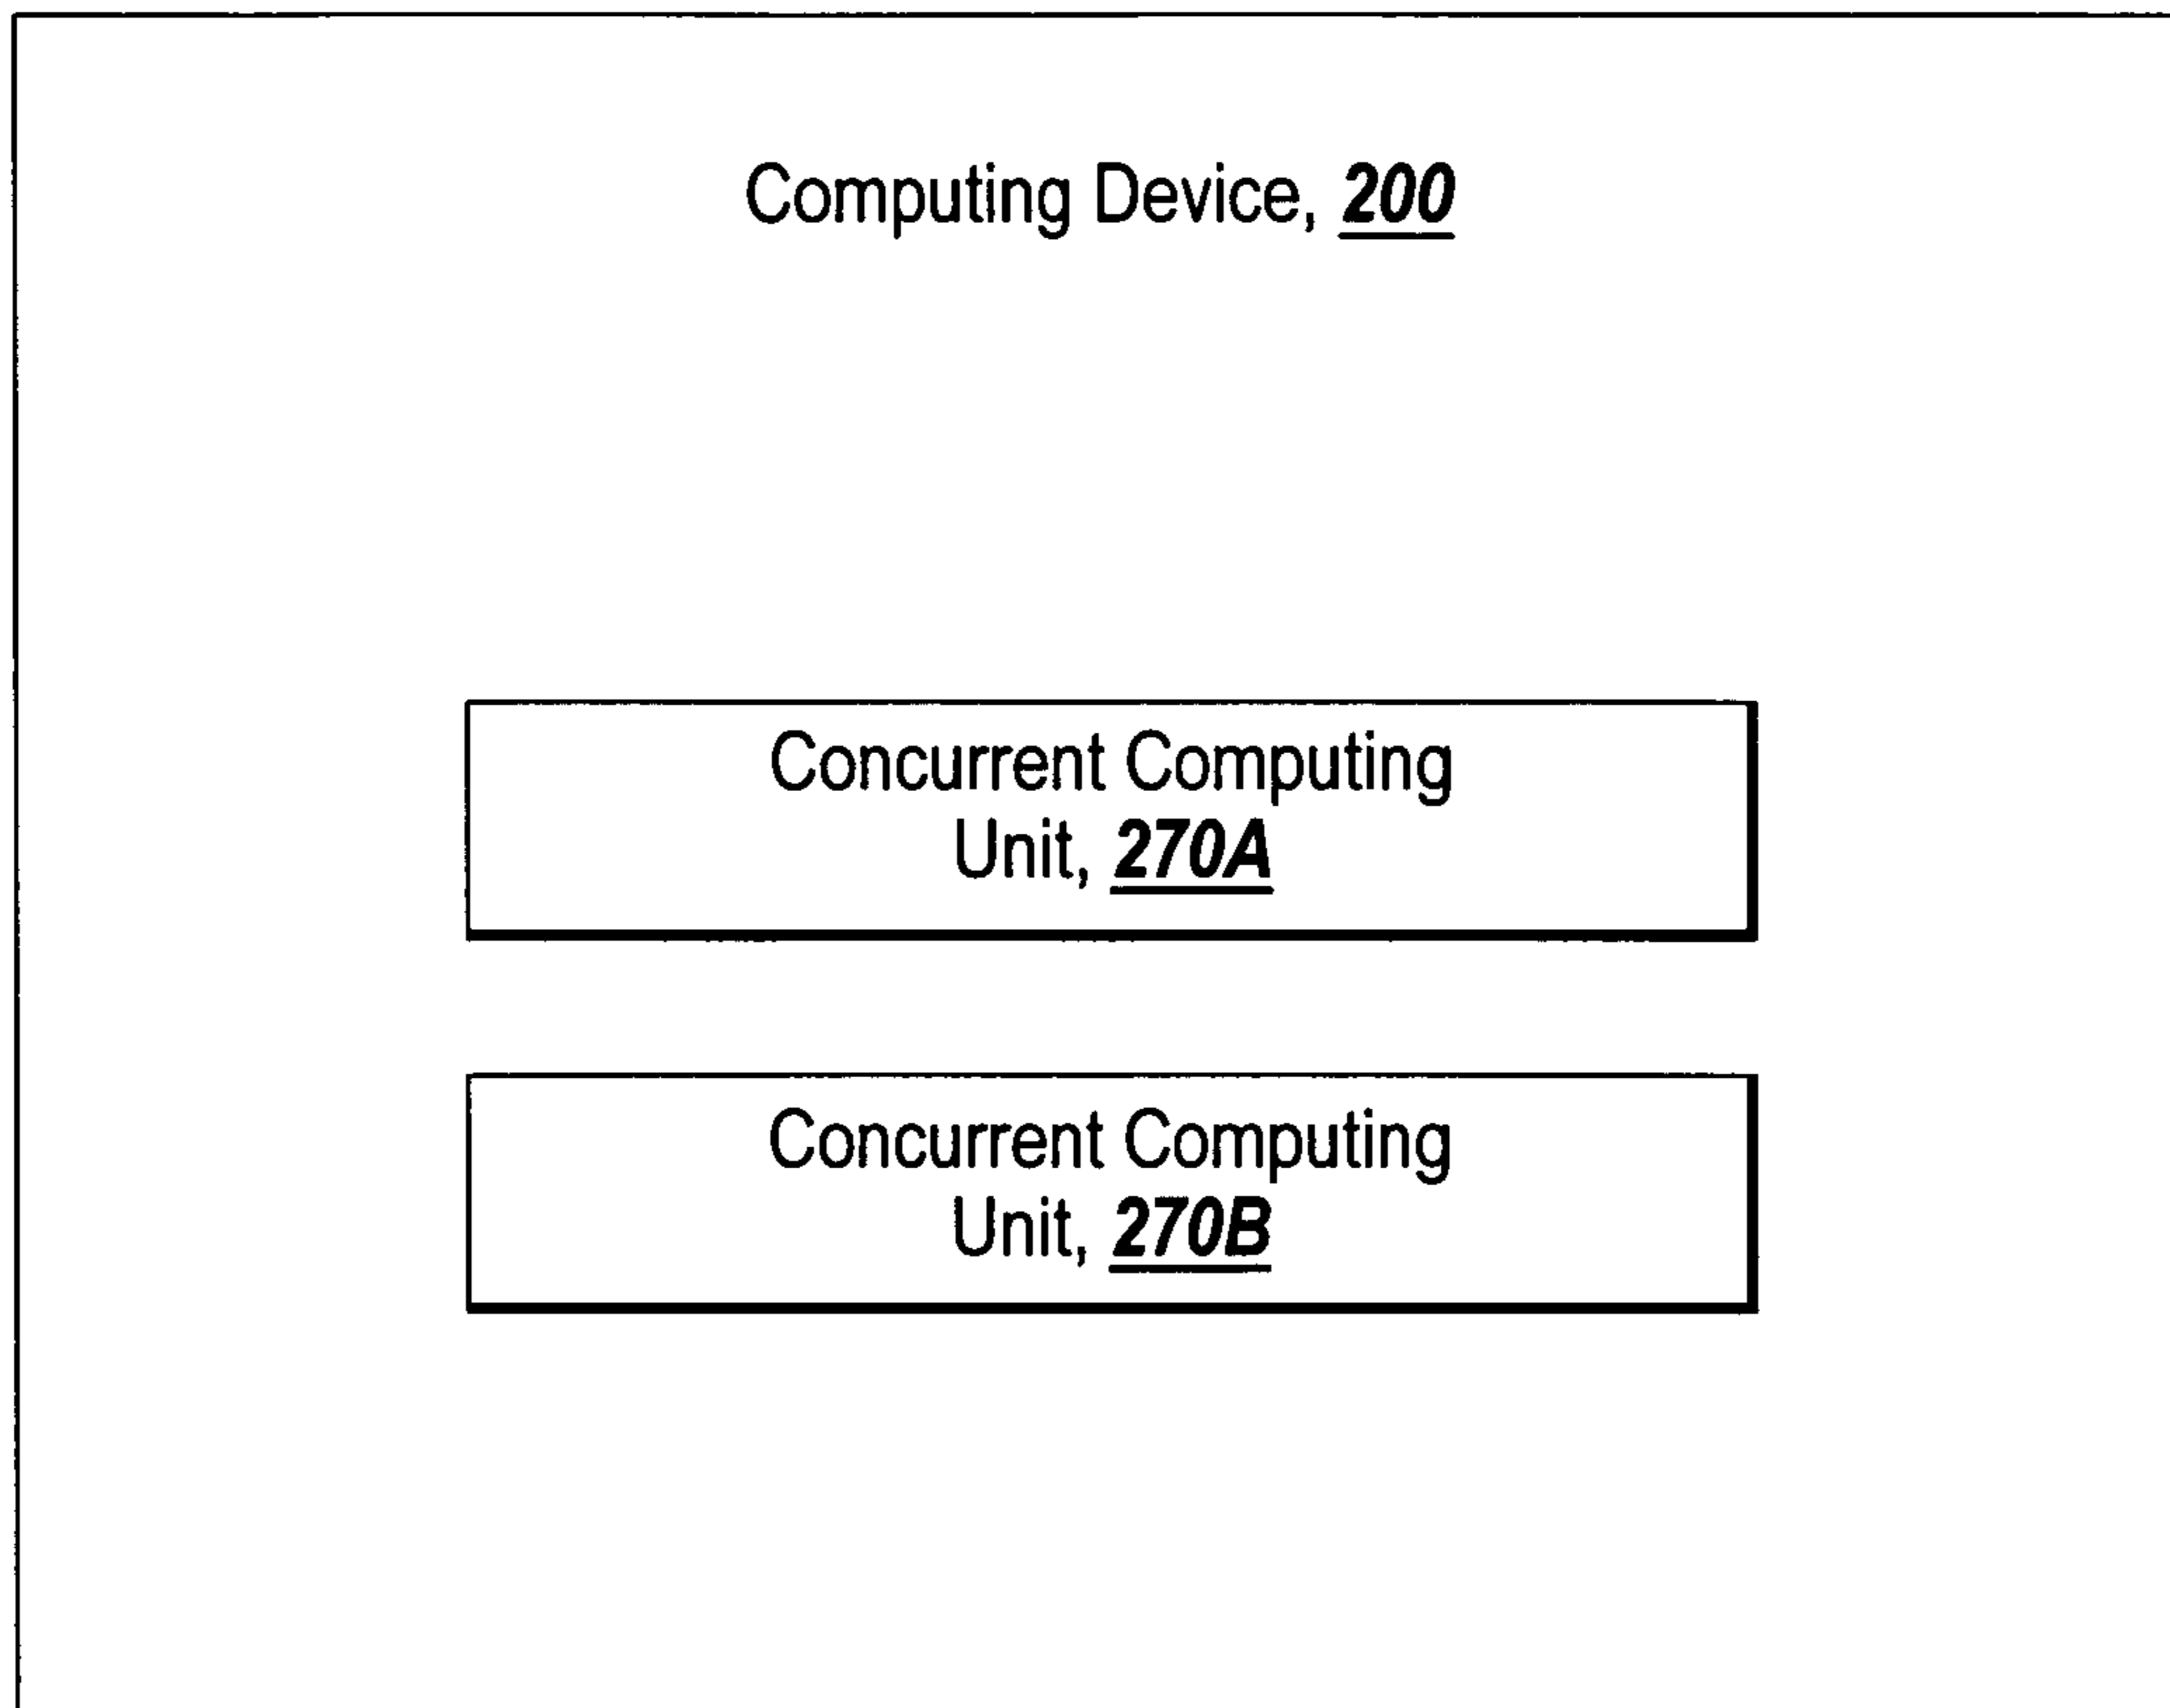 Computing Device, 200
Concurrent Computing
Unit, 270A
Concurrent Computing
Unit, 270B